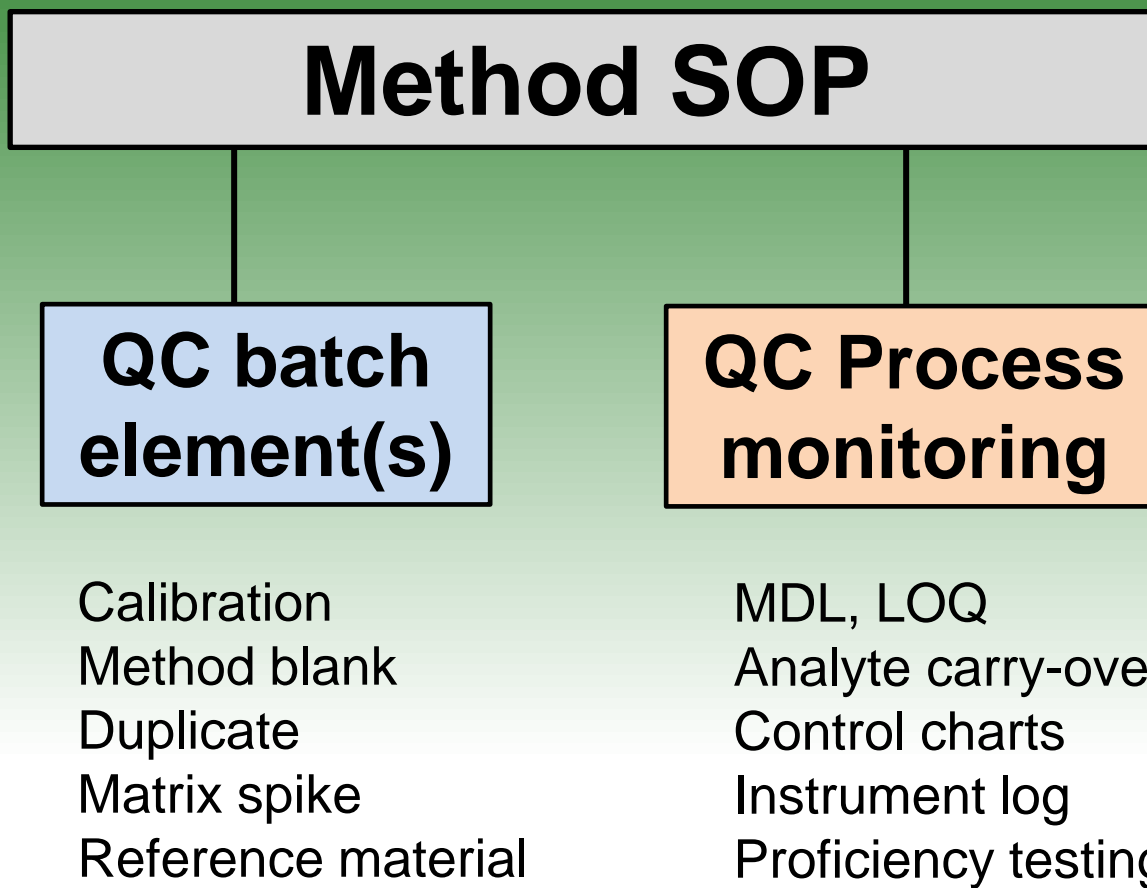 Method SOP
QC batch
element(s)
QC Process
monitoring
Calibration
Method blank
Duplicate
Matrix spike
Reference material
MDL, LOQ
Analyte carry-ove
Control charts
Instrument log
Proficiency testing